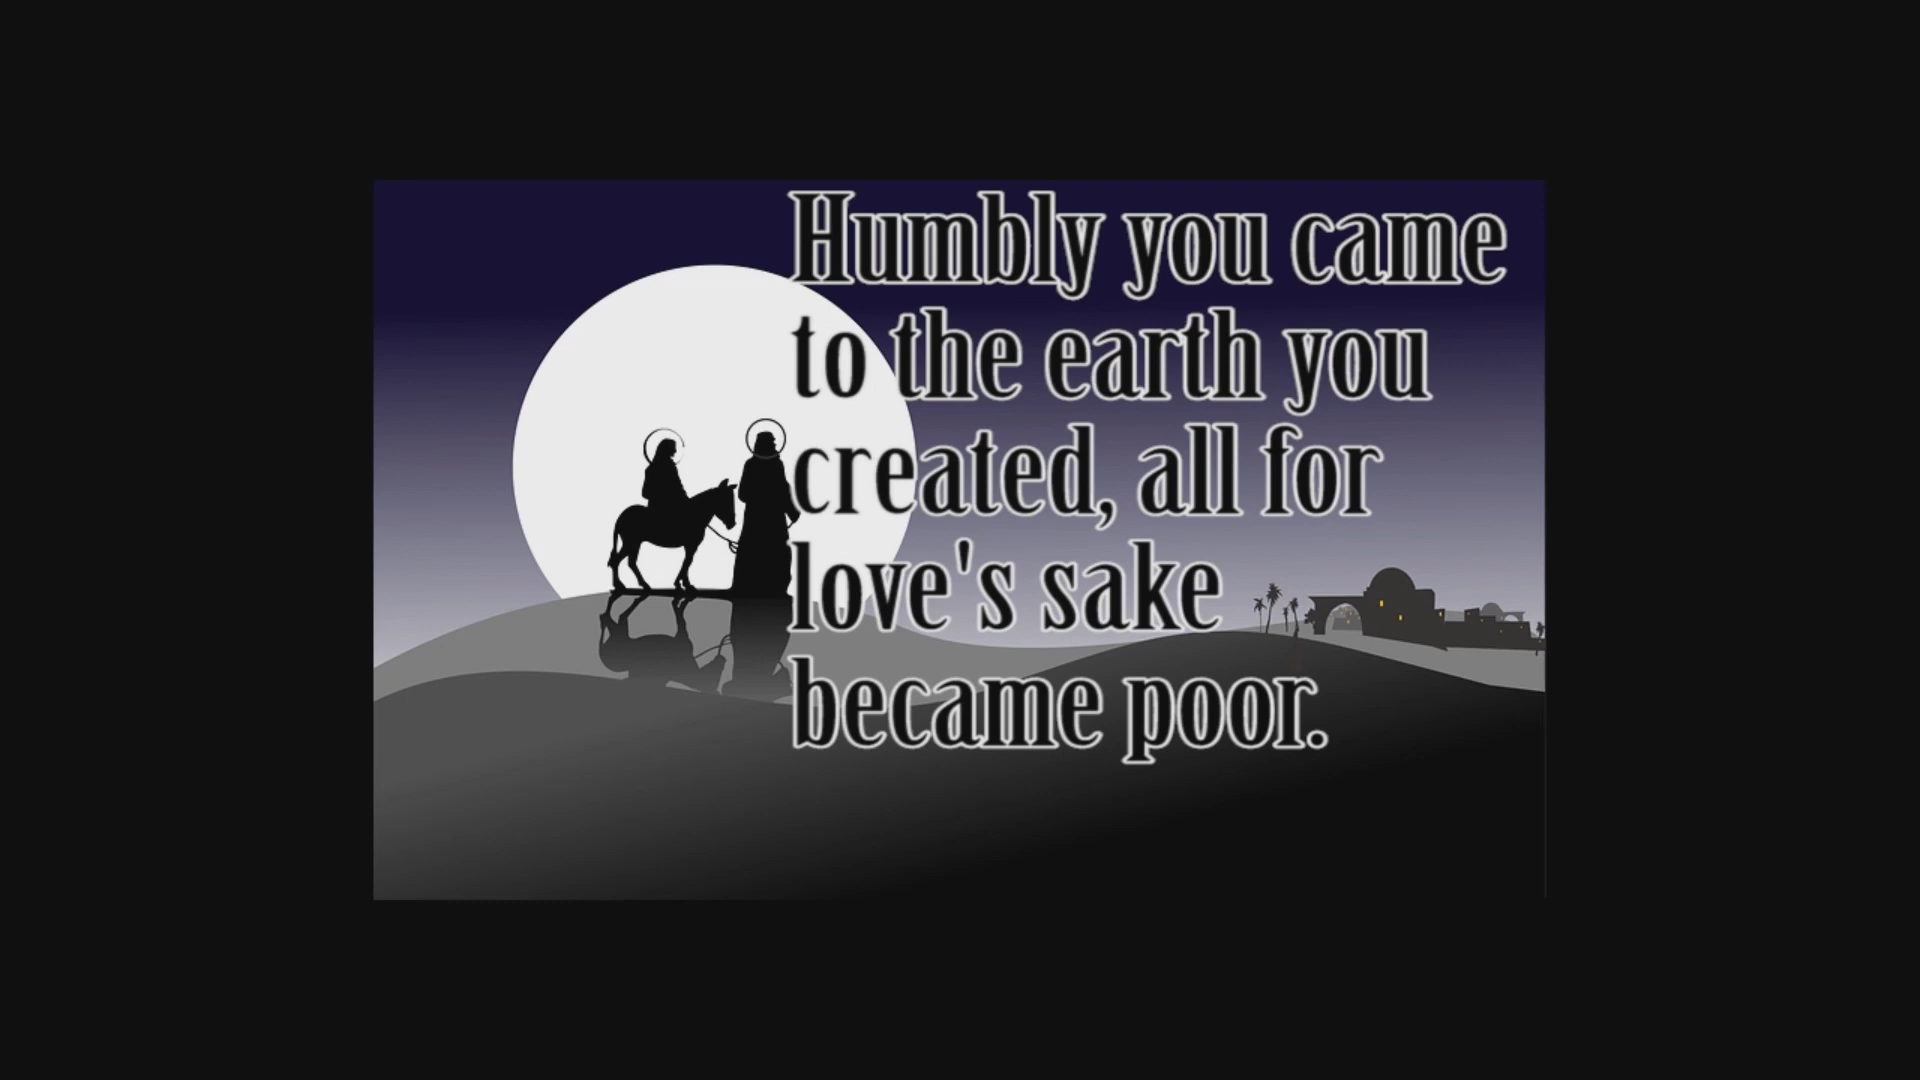 Humbly you came
to the earth you
created, all for
love's sake
became poor.